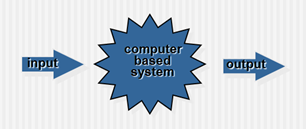 input
computer
based
system
output